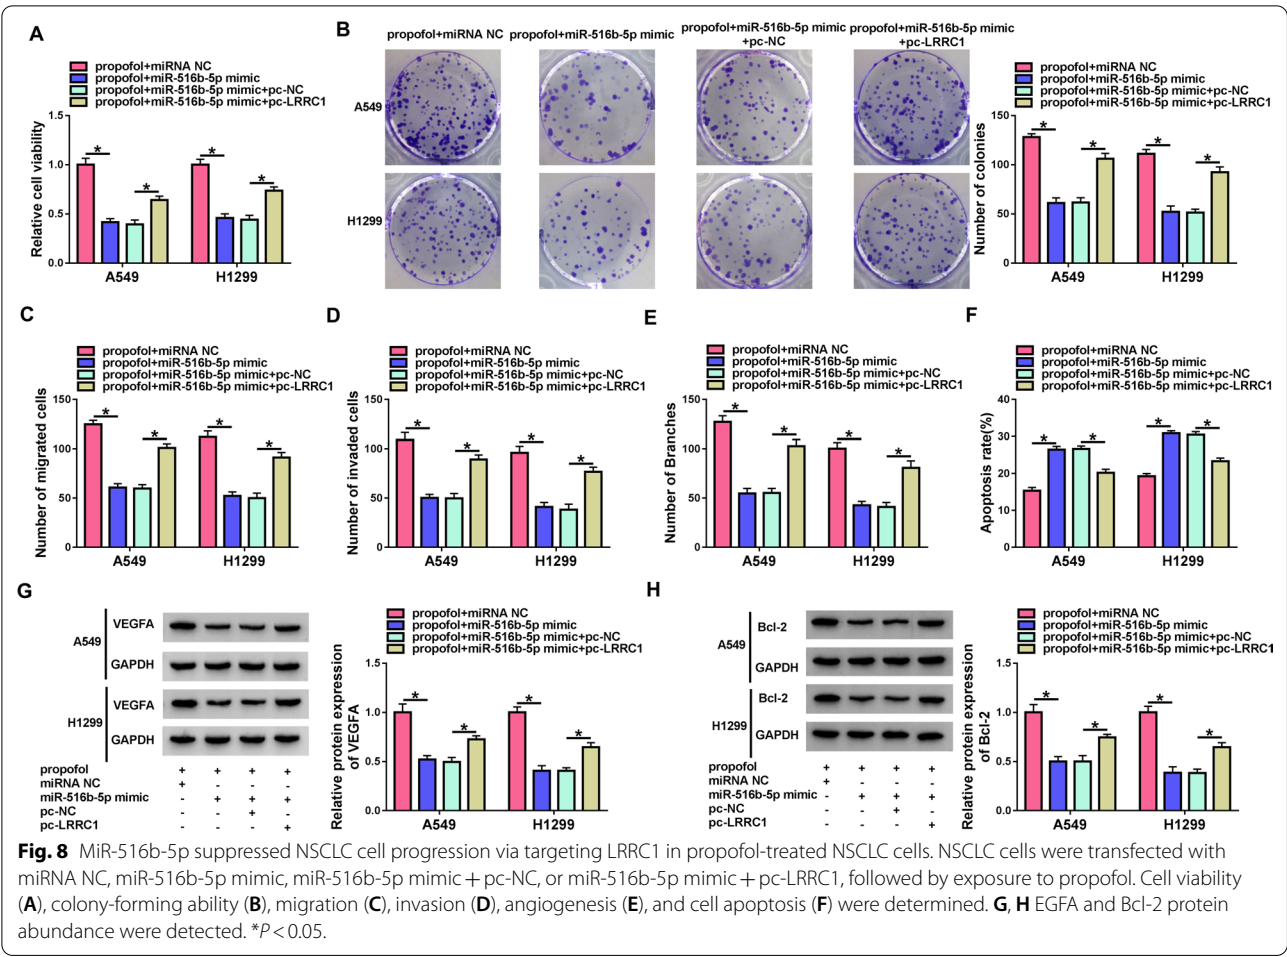 A
propofol+miRNA NC
propofol+miR-516b-5p mimic
propofol+miR-516b-5p mimic+pc-NC
propofol+miR-516b-5p mimic+pc-LRRC1
Relative cell viability
1.5
1.0
0.5
0.0
* * * *
A549 H1299
B
propofol+miRNA NC propofol+miR-516b-5p mimic propofol+miR-516b-5p mimic +pc-NC propofol+miR-516b-5p mimic +pc-LRRC1
A549
H1299
propofol+miRNA NC
propofol+miR-516b-5p mimic
propofol+miR-516b-5p mimic+pc-NC
propofol+miR-516b-5p mimic+pc-LRRC1
Number of colonies
150
100
50
0
* * * *
A549 H1299
C
propofol+miRNA NC
propofol+miR-516b-5p mimic
propofol+miR-516b-5p mimic+pc-NC
propofol+miR-516b-5p mimic+pc-LRRC1
Number of migrated cells
150
100
50
0
* * * *
A549 H1299
D
propofol+miRNA NC
propofol+miR-516b-5p mimic
propofol+miR-516b-5p mimic+pc-NC
propofol+miR-516b-5p mimic+pc-LRRC1
Number of invaded cells
150
100
50
0
* * * *
A549 H1299
E
propofol+miRNA NC
propofol+miR-516b-5p mimic
propofol+miR-516b-5p mimic+pc-NC
propofol+miR-516b-5p mimic+pc-LRRC1
Number of Branches
150
100
50
0
* * * *
A549 H1299
F
propofol+miRNA NC
propofol+miR-516b-5p mimic
propofol+miR-516b-5p mimic+pc-NC
propofol+miR-516b-5p mimic+pc-LRRC1
Apoptosis rate(%)
40
30
20
10
0
* * * *
A549 H1299
G
A549
VEGFA
GAPDH
H1299
VEGFA
GAPDH
propofol + + + +
miRNA NC + - - -
miR-516b-5p mimic - + + +
pc-NC - - + -
pc-LRRC1 - - - +
propofol+miRNA NC
propofol+miR-516b-5p mimic
propofol+miR-516b-5p mimic+pc-NC
propofol+miR-516b-5p mimic+pc-LRRC1
Relative protein expression
of VEGFA
1.5
1.0
0.5
0.0
* * * *
A549 H1299
H
A549
Bcl-2
GAPDH
H1299
Bcl-2
GAPDH
propofol + + + +
miRNA NC + - - -
miR-516b-5p mimic - + + +
pc-NC - - + -
pc-LRRC1 - - - +
propofol+miRNA NC
propofol+miR-516b-5p mimic
propofol+miR-516b-5p mimic+pc-NC
propofol+miR-516b-5p mimic+pc-LRRC1
Relative protein expression
of Bcl-2
1.5
1.0
0.5
0.0
* * * *
A549 H1299
Fig. 8 MiR-516b-5p suppressed NSCLC cell progression via targeting LRRC1 in propofol-treated NSCLC cells. NSCLC cells were transfected with
miRNA NC, miR-516b-5p mimic, miR-516b-5p mimic + pc-NC, or miR-516b-5p mimic + pc-LRRC1, followed by exposure to propofol. Cell viability
(A), colony-forming ability (B), migration (C), invasion (D), angiogenesis (E), and cell apoptosis (F) were determined. G, H EGFA and Bcl-2 protein
abundance were detected. *P < 0.05.